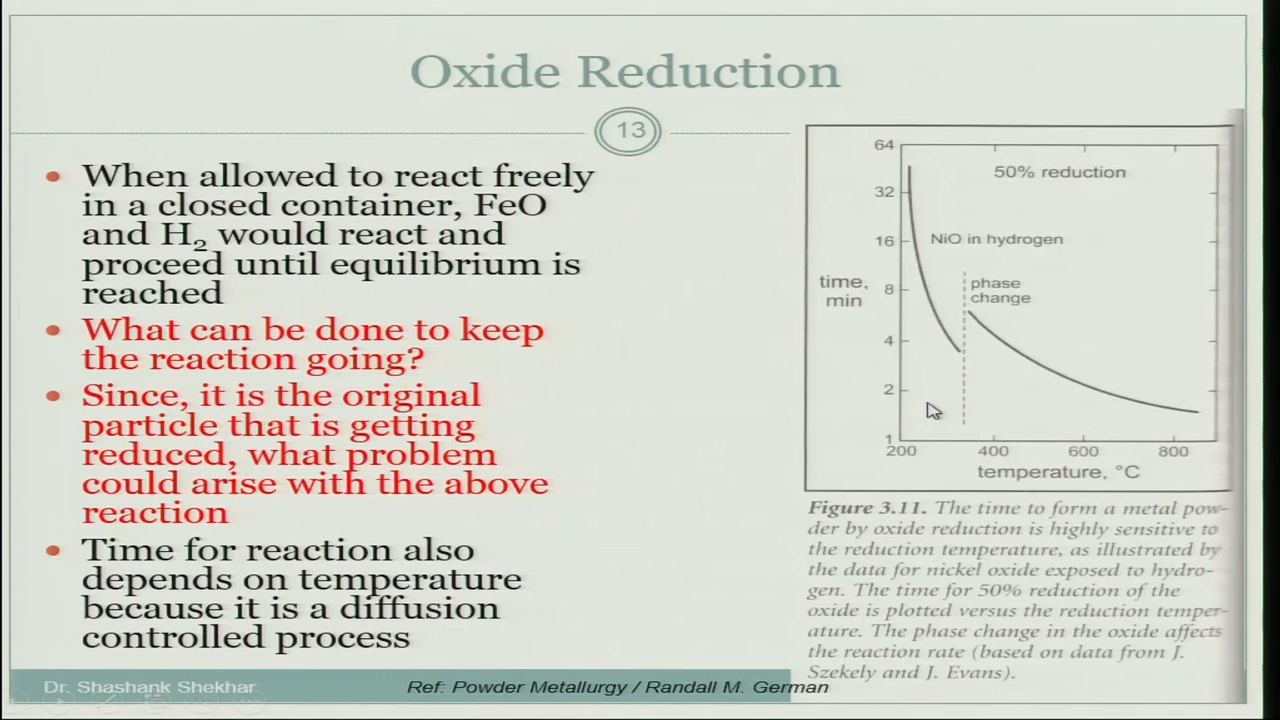 Oxide Reduction
13
• When allowed to react freely
in a closed container, FeO
and H₂ would react and
proceed until equilibrium is
reached
• What can be done to keep
the reaction going?
• Since, it is the original
particle that is getting
reduced, what problem
could arise with the above
reaction
• Time for reaction also
depends on temperature
because it is a diffusion
controlled process
64
32
16
8
4
2
1
time,
min
50% reduction
NiO in hydrogen
phase
change
200 400 600 800
temperature, °C
Figure 3.11. The time to form a metal pow-
der by oxide reduction is highly sensitive to
the reduction temperature, as illustrated by
the data for nickel oxide exposed to hydro-
gen. The time for 50% reduction of the
oxide is plotted versus the reduction temper-
ature. The phase change in the oxide affects
the reaction rate (based on data from J.
Szekely and J. Evans).
Dr. Shashank Shekhar
Ref: Powder Metallurgy / Randall M. German